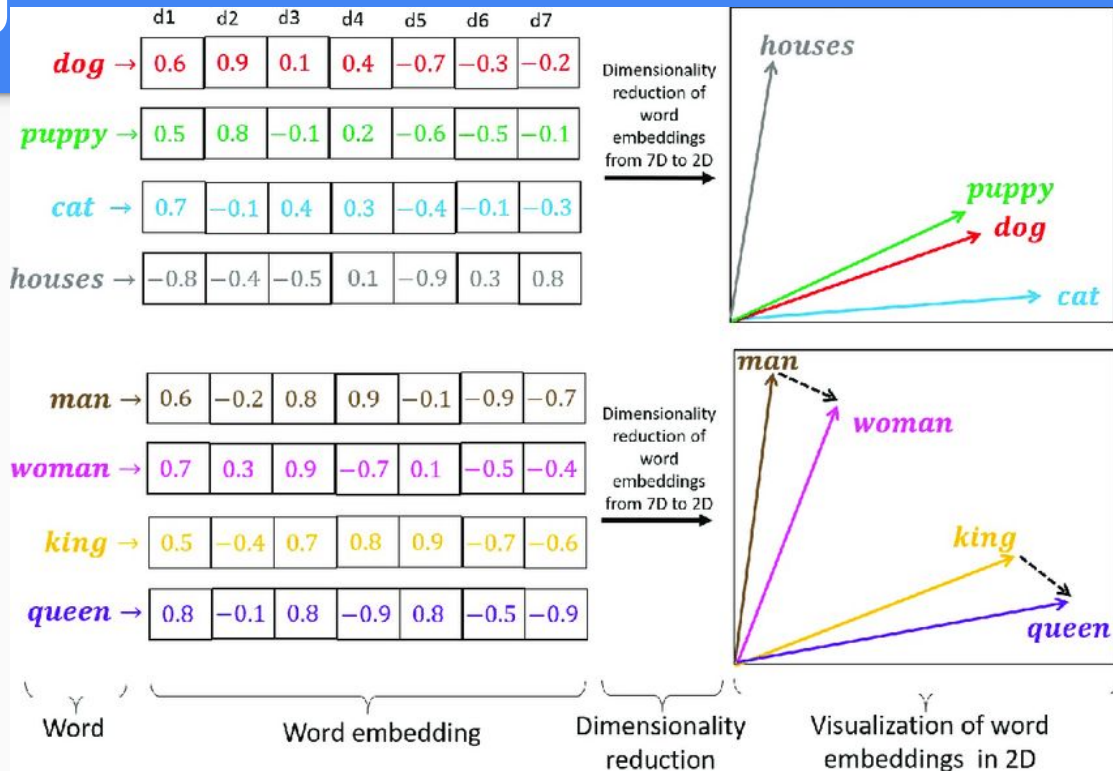 d1 d2 d3 d4 d5 d6 d7
dog → 0.6 0.9 0.1 0.4 −0.7 −0.3 −0.2
puppy → 0.5 0.8 −0.1 0.2 −0.6 −0.5 −0.1
cat → 0.7 −0.1 0.4 0.3 −0.4 −0.1 −0.3
houses → −0.8 −0.4 −0.5 0.1 −0.9 0.3 0.8
Dimensionality
reduction of
word
embeddings
from 7D to 2D
houses
puppy
dog
cat
man → 0.6 −0.2 0.8 0.9 −0.1 −0.9 −0.7
woman → 0.7 0.3 0.9 −0.7 0.1 −0.5 −0.4
king → 0.5 −0.4 0.7 0.8 0.9 −0.7 −0.6
queen → 0.8 −0.1 0.8 −0.9 0.8 −0.5 −0.9
Dimensionality
reduction of
word
embeddings
from 7D to 2D
man
woman
king
queen
Word
Word embedding
Dimensionality
reduction
Visualization of word
embeddings in 2D